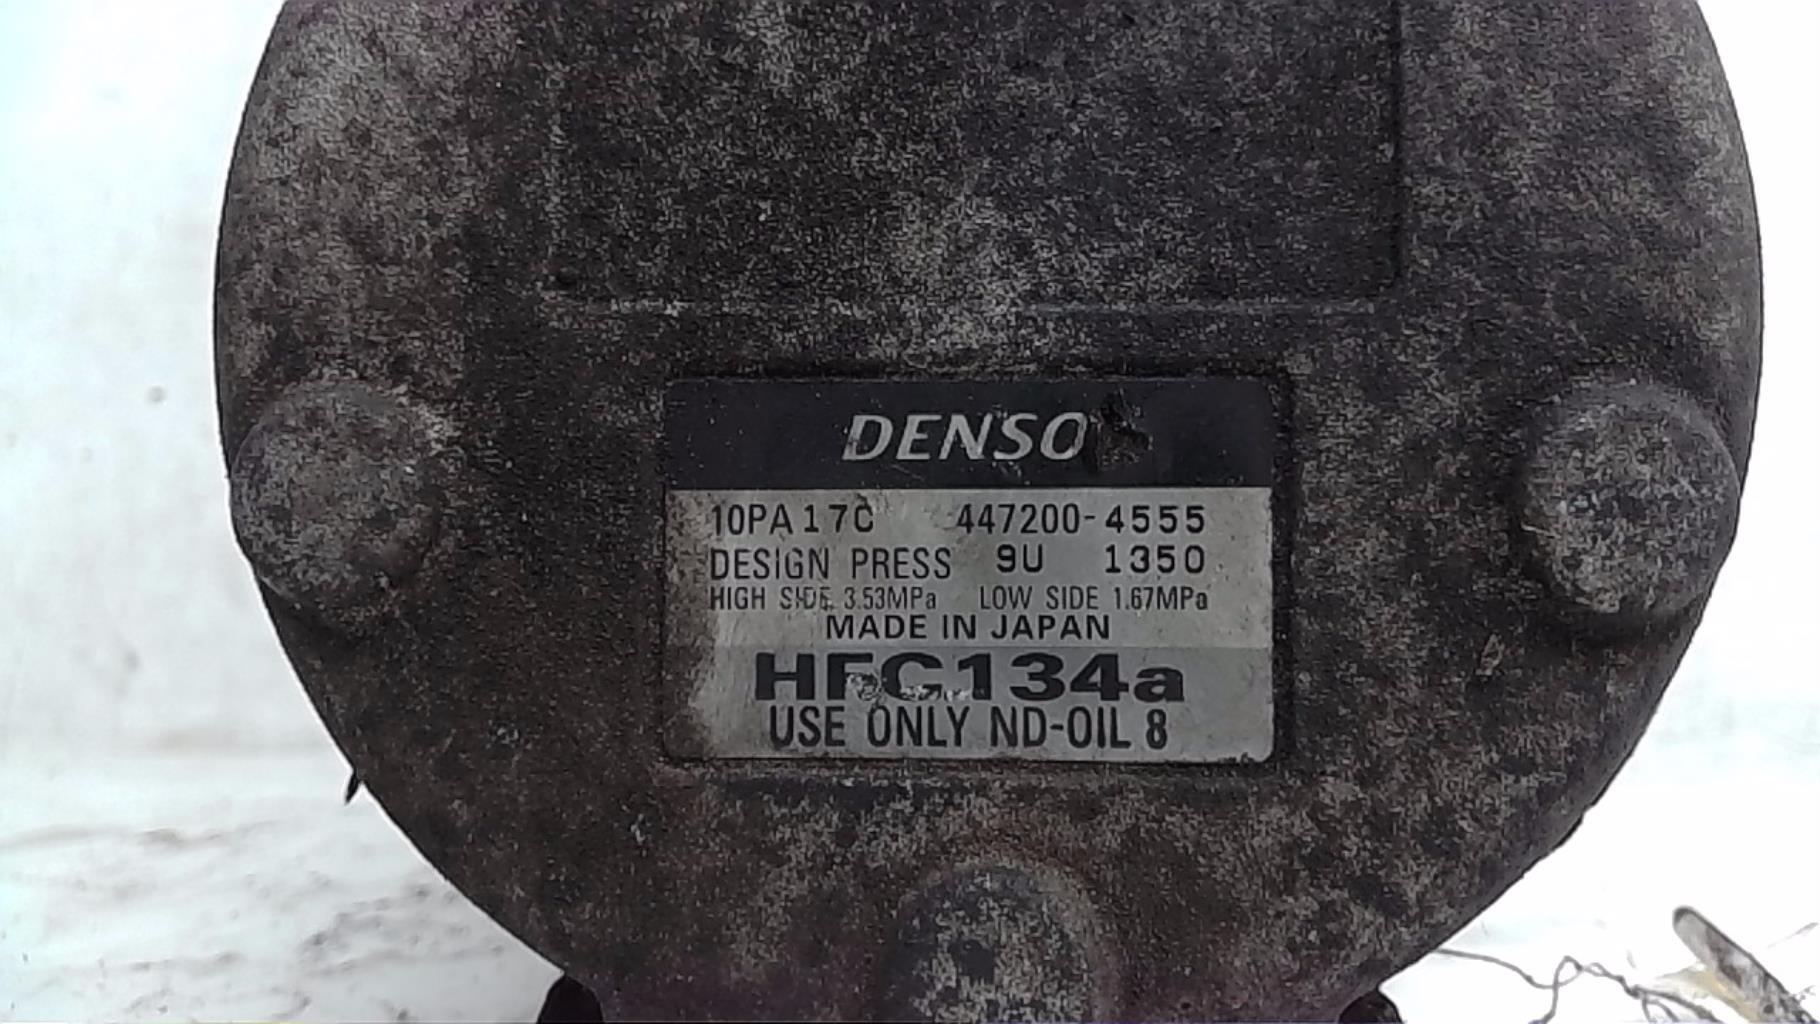 DENSO
10PA17C 447200-4555
DESIGN PRESS 9U 1350
HIGH SIDE 3.53MPa LOW SIDE 1.67MPa
MADE IN JAPAN
HFC134a
USE ONLY ND-OIL 8